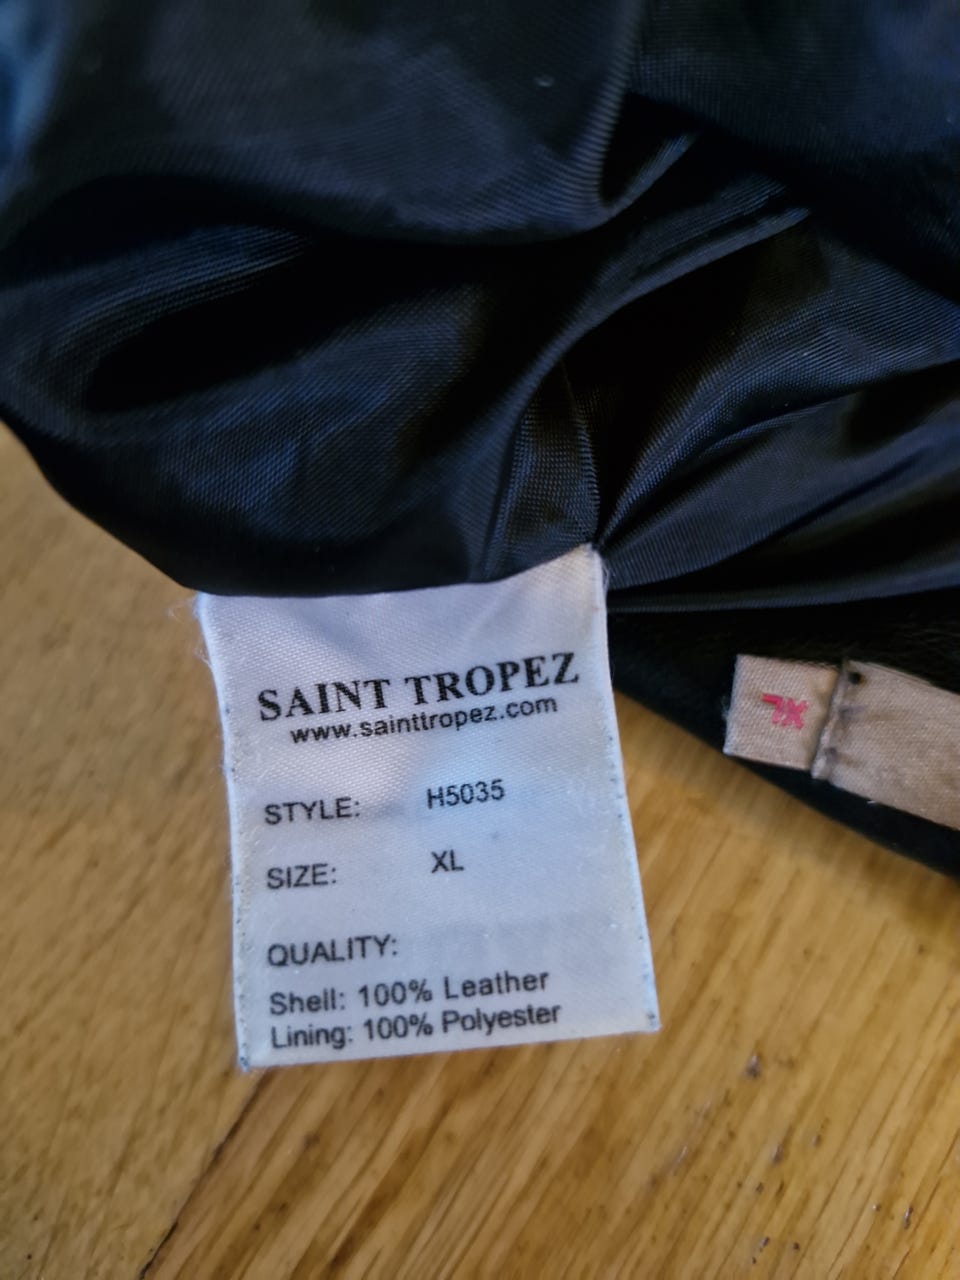 SAINT TROPEZ
www.sainttropez.com
STYLE: H5035
SIZE: XL
QUALITY:
Shell: 100% Leather
Lining: 100% Polyester
XL